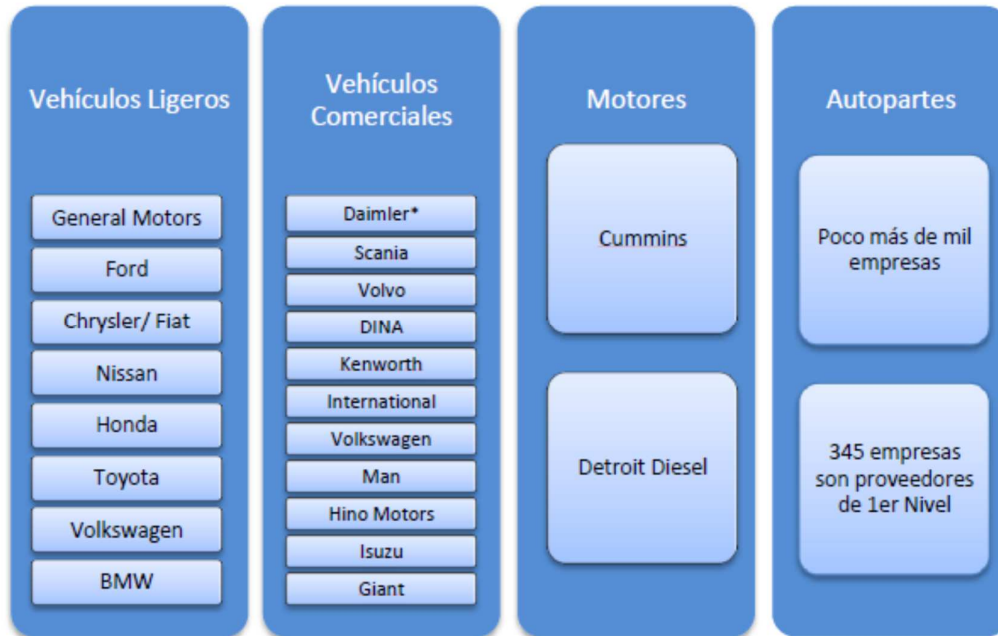 Vehículos Ligeros
General Motors
Ford
Chrysler/ Fiat
Nissan
Honda
Toyota
Volkswagen
BMW
Vehículos
Comerciales
Daimler*
Scania
Volvo
DINA
Kenworth
International
Volkswagen
Man
Hino Motors
Isuzu
Giant
Motores
Cummins
Detroit Diesel
Autopartes
Poco más de mil
empresas
345 empresas
son proveedores
de 1er Nivel